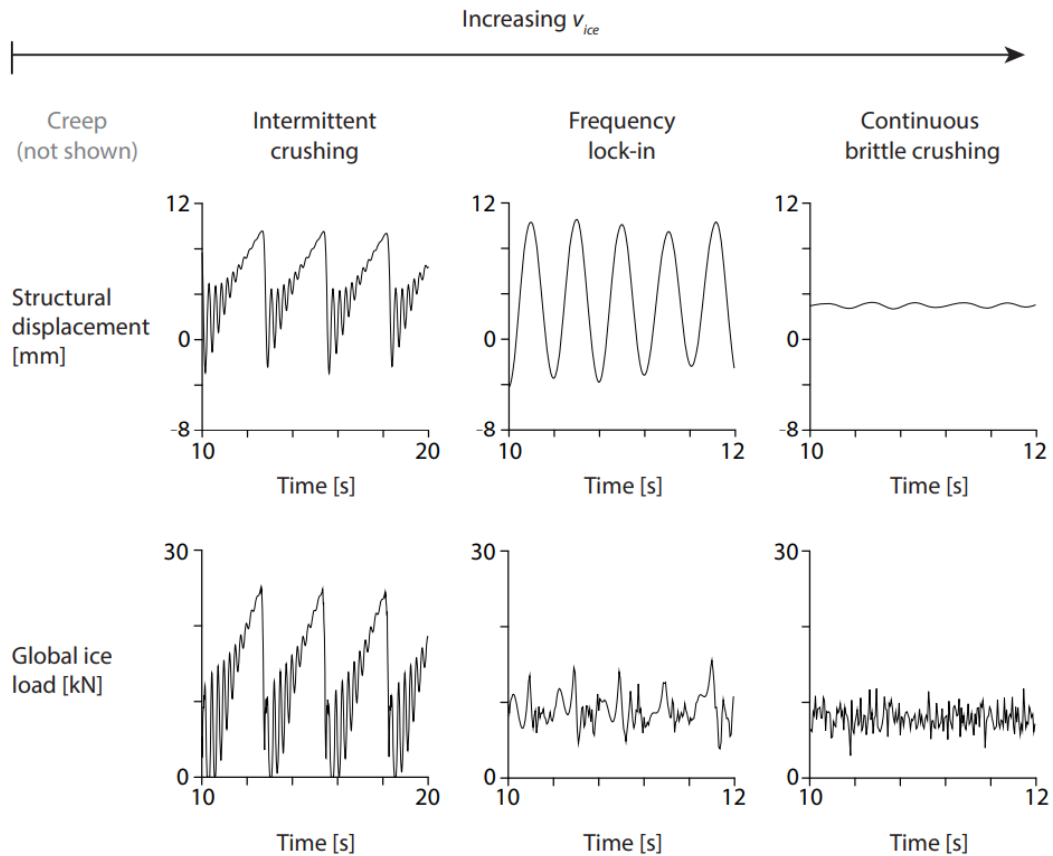 Increasing v_ice
Creep
(not shown)
Intermittent
crushing
Frequency
lock-in
Continuous
brittle crushing
Structural
displacement
[mm]
12
0
-8
10
20
Time [s]
12
0
-8
10
12
Time [s]
12
0
-8
10
12
Time [s]
Global ice
load [kN]
30
0
10
20
Time [s]
30
0
10
12
Time [s]
30
0
10
12
Time [s]